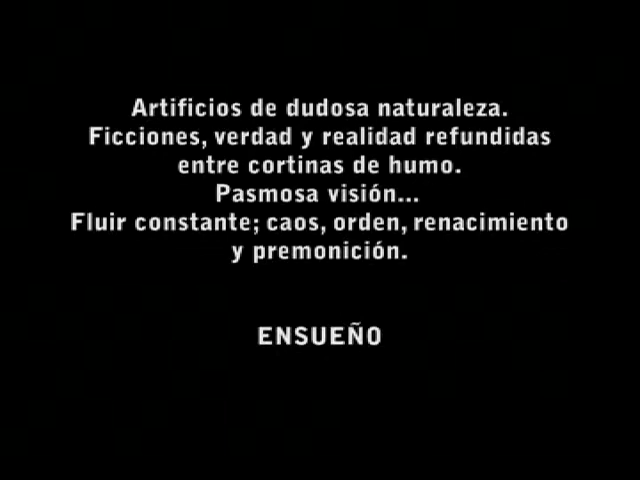 Artificios de dudosa naturaleza.
Ficciones, verdad y realidad refundidas
entre cortinas de humo.
Pasmosa visión...
Fluir constante; caos, orden, renacimiento
y premonición.
ENSUEÑO